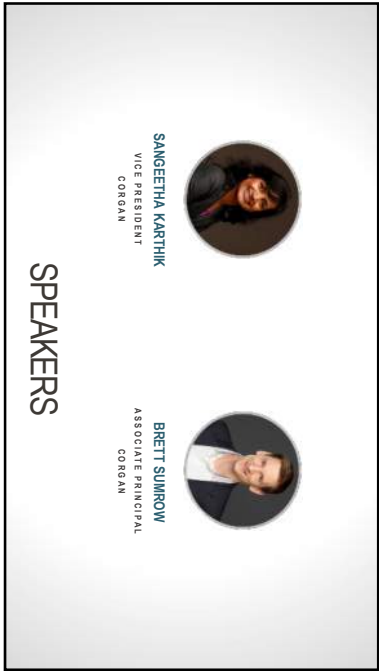 SANGEETHA KARTHIK
VICE PRESIDENT
CORGAN
BRETT SUMROW
ASSOCIATE PRINCIPAL
CORGAN
SPEAKERS